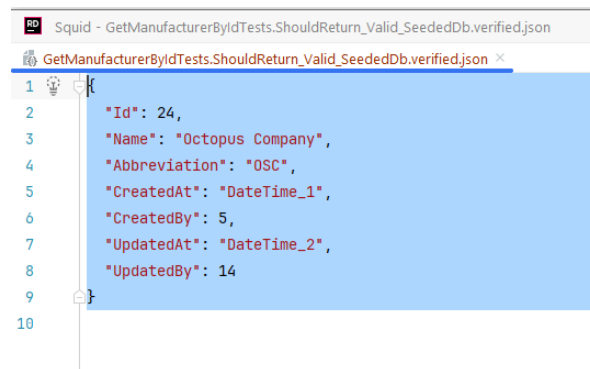 RD Squid - GetManufacturerByIdTests.ShouldReturn_Valid_SeededDb.verified.json
GetManufacturerByIdTests.ShouldReturn_Valid_SeededDb.verified.json ×
1 {
2 "Id": 24,
3 "Name": "Octopus Company",
4 "Abbreviation": "OSC",
5 "CreatedAt": "DateTime_1",
6 "CreatedBy": 5,
7 "UpdatedAt": "DateTime_2",
8 "UpdatedBy": 14
9 }
10